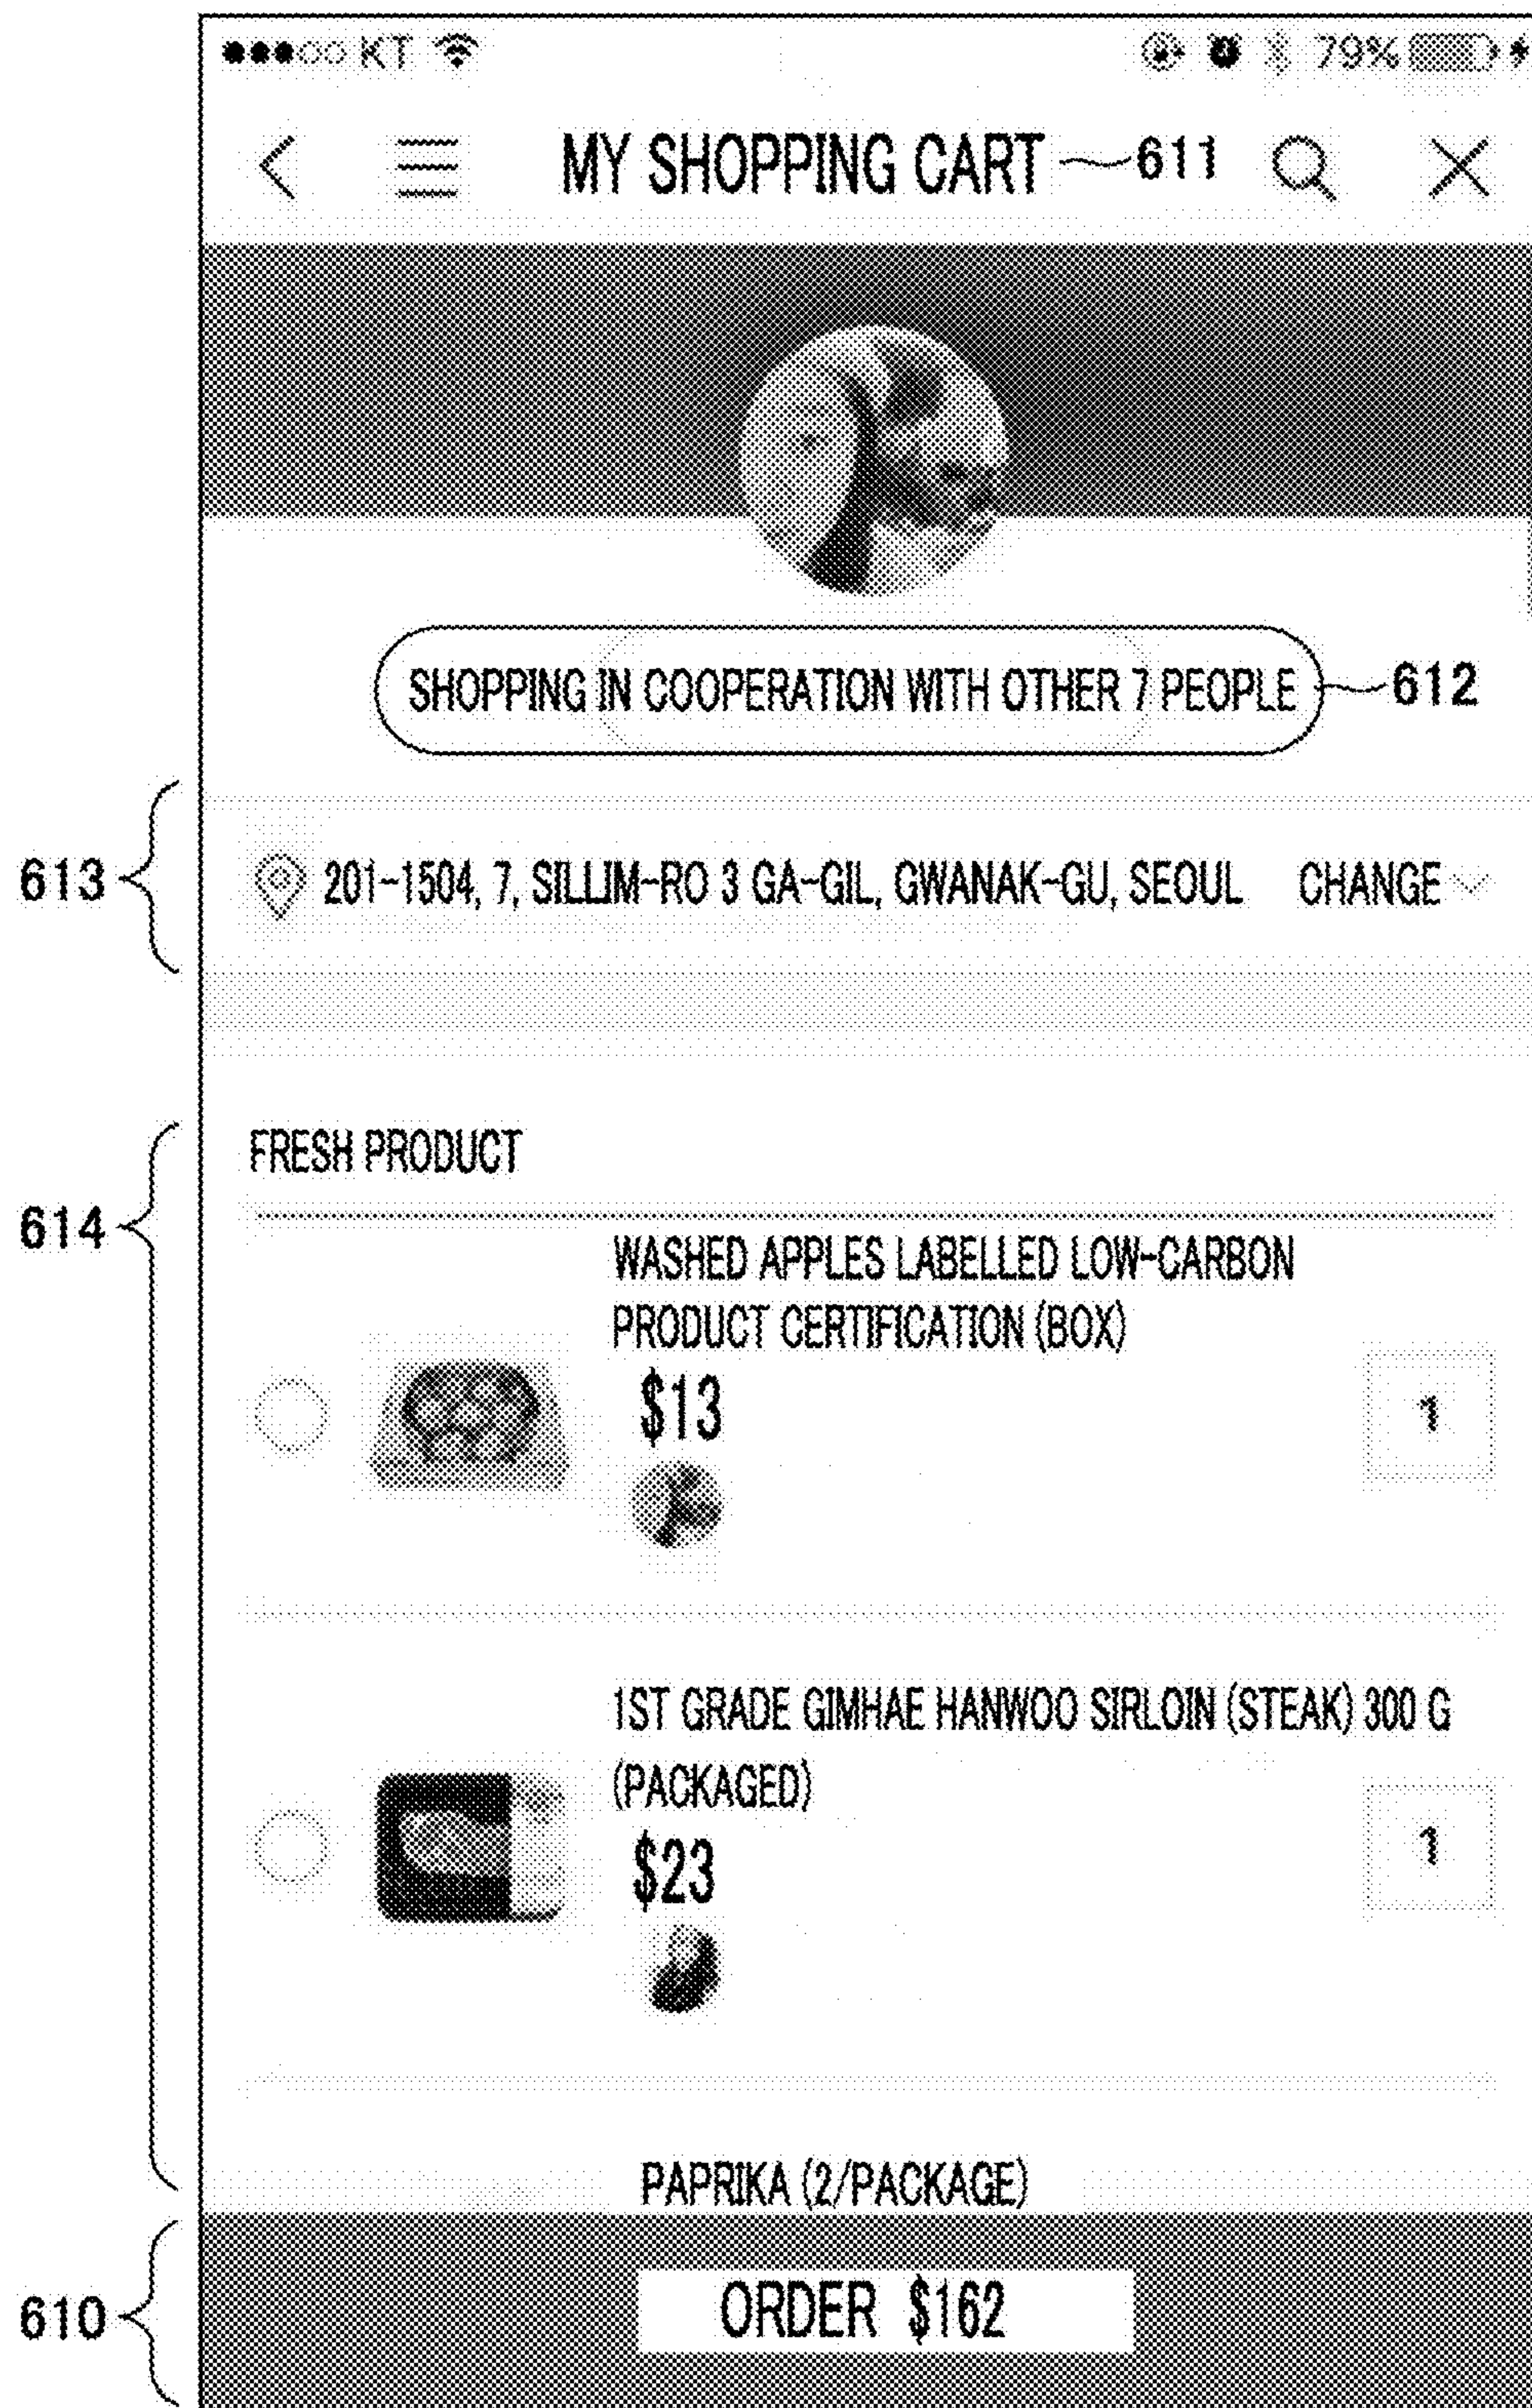 KT 79%
MY SHOPPING CART 611
SHOPPING IN COOPERATION WITH OTHER 7 PEOPLE 612
613 201-1504, 7, SILLIM-RO 3 GA-GIL, GWANAK-GU, SEOUL CHANGE
FRESH PRODUCT
614
WASHED APPLES LABELLED LOW-CARBON
PRODUCT CERTIFICATION (BOX)
$13
1
1ST GRADE GIMHAE HANWOO SIRLOIN (STEAK) 300 G
(PACKAGED)
$23
1
PAPRIKA (2/PACKAGE)
610 ORDER $162